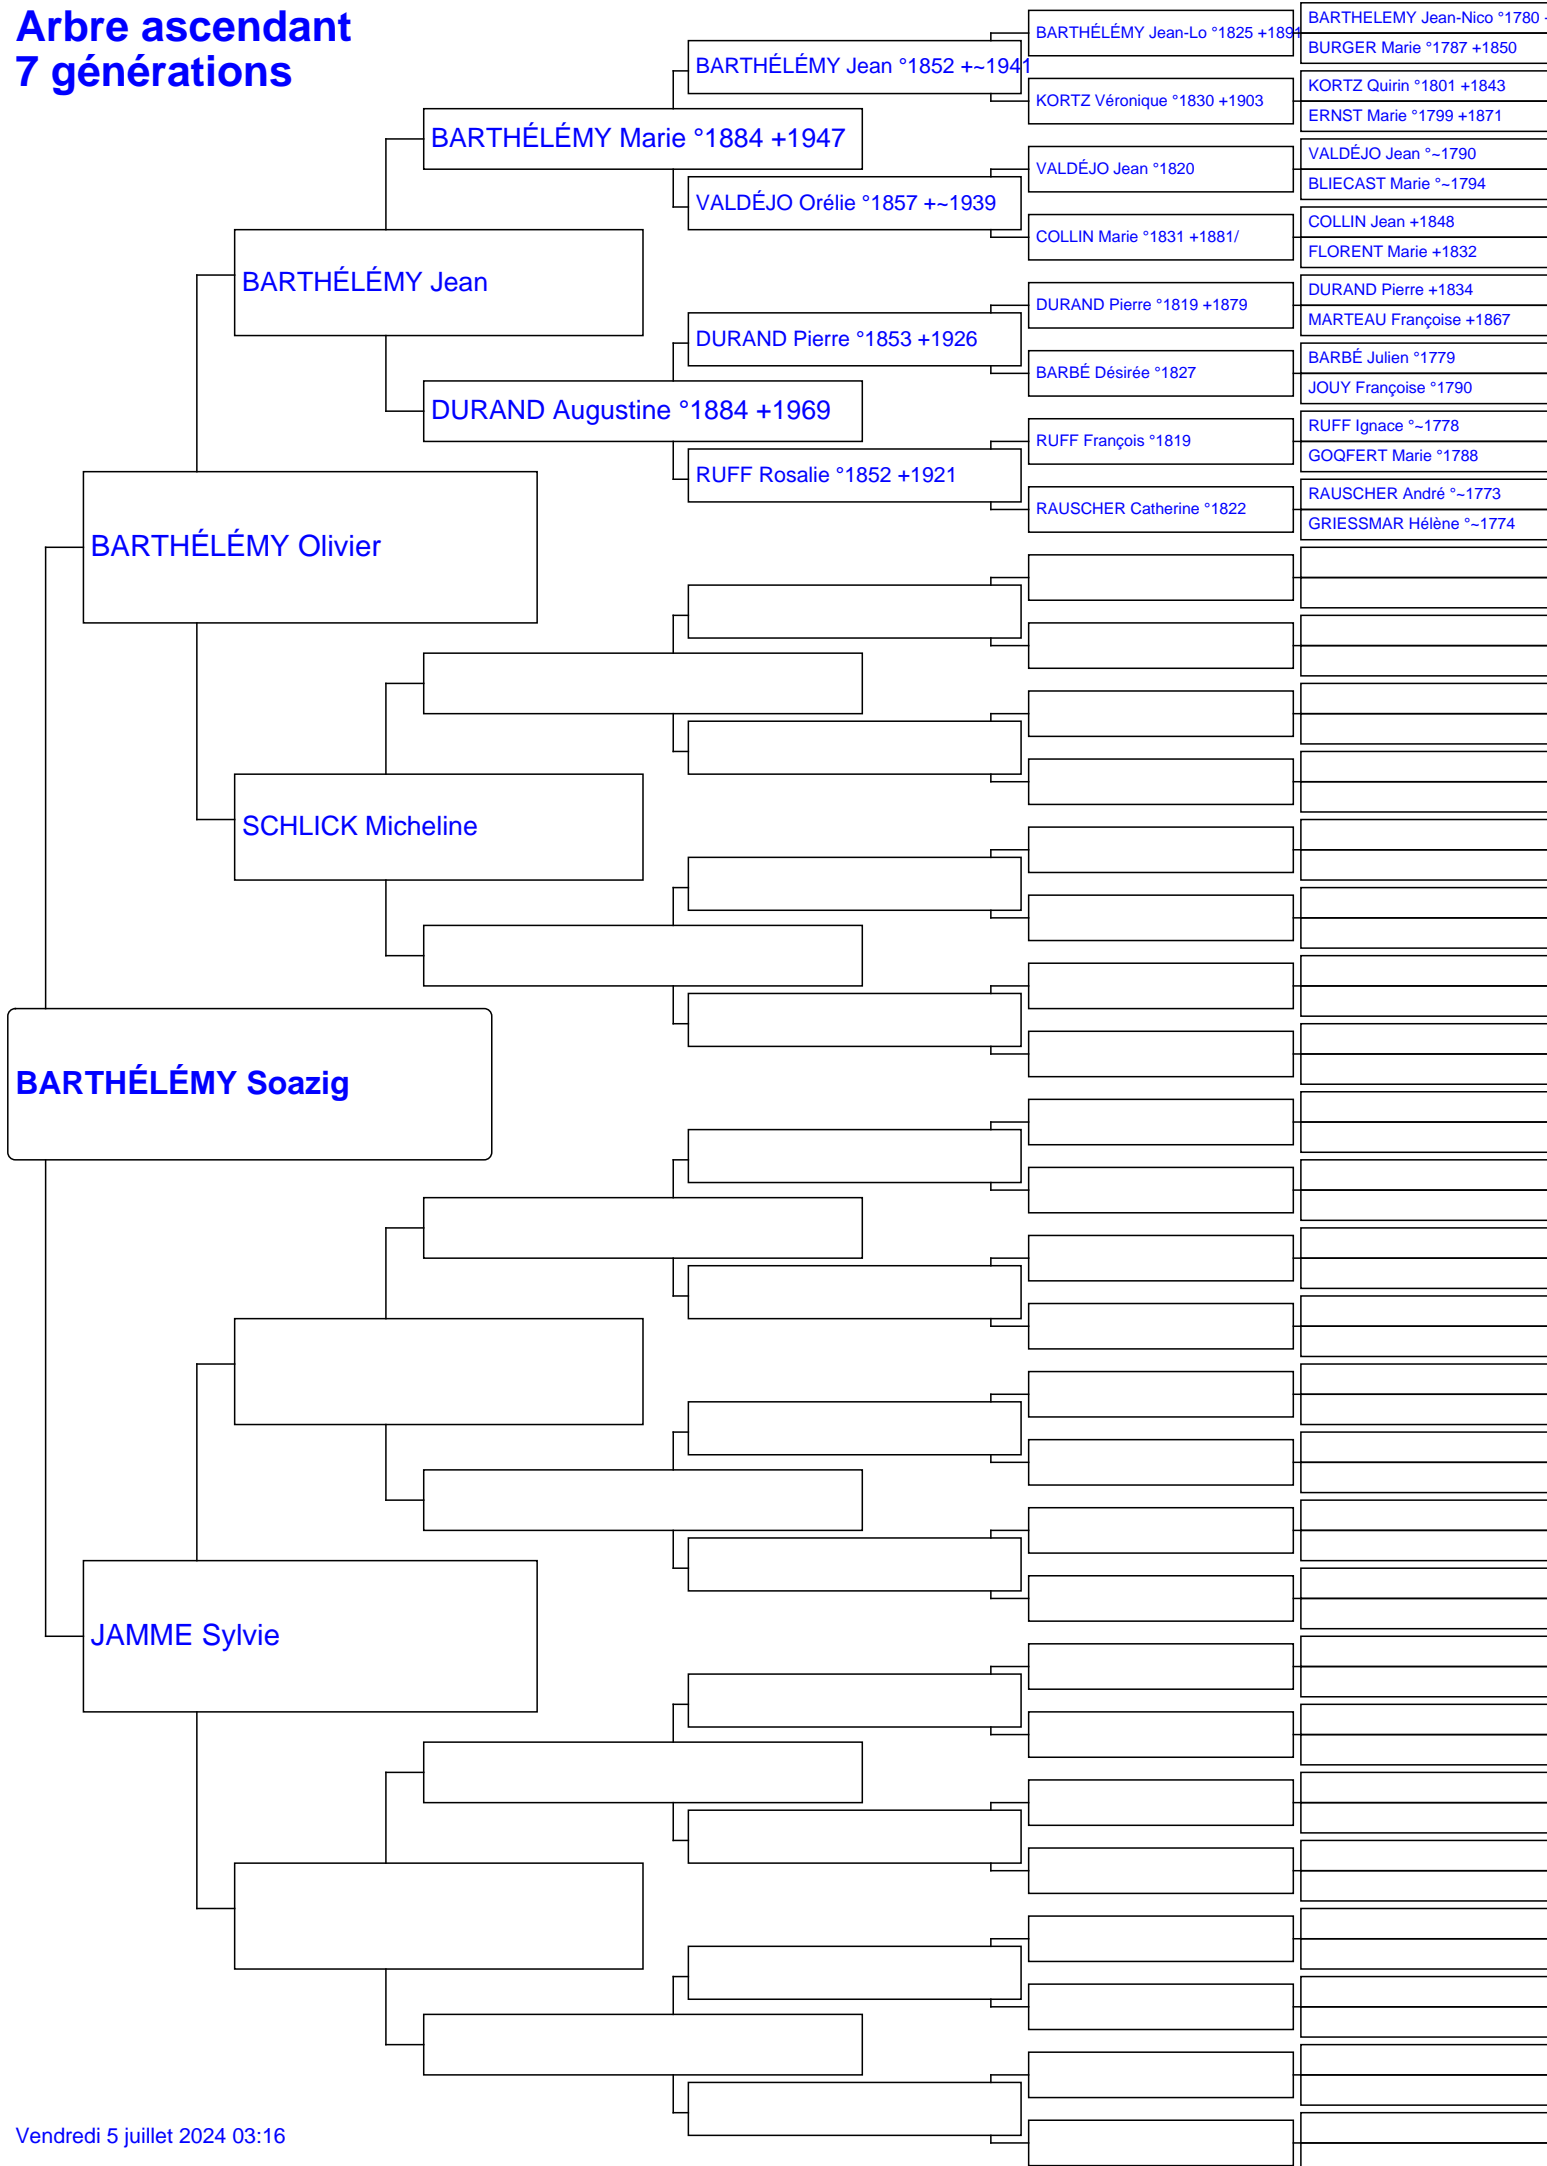 Arbre ascendant
7 générations
BARTHÉLÉMY Soazig
BARTHÉLÉMY Olivier
JAMME Sylvie
BARTHÉLÉMY Jean
SCHLICK Micheline
BARTHÉLÉMY Marie °1884 +1947
DURAND Augustine °1884 +1969
BARTHÉLÉMY Jean °1852 +~1941
VALDÉJO Orélie °1857 +~1939
DURAND Pierre °1853 +1926
RUFF Rosalie °1852 +1921
BARTHÉLÉMY Jean-Lo °1825 +1891
KORTZ Véronique °1830 +1903
VALDÉJO Jean °1820
COLLIN Marie °1831 +1881/
DURAND Pierre °1819 +1879
BARBÉ Désirée °1827
RUFF François °1819
RAUSCHER Catherine °1822
BARTHELEMY Jean-Nico °1780
BURGER Marie °1787 +1850
KORTZ Quirin °1801 +1843
ERNST Marie °1799 +1871
VALDÉJO Jean °~1790
BLIECAST Marie °~1794
COLLIN Jean +1848
FLORENT Marie +1832
DURAND Pierre +1834
MARTEAU Françoise +1867
BARBÉ Julien °1779
JOUY Françoise °1790
RUFF Ignace °~1778
GOQFERT Marie °1788
RAUSCHER André °~1773
GRIESSMAR Hélène °~1774
Vendredi 5 juillet 2024 03:16